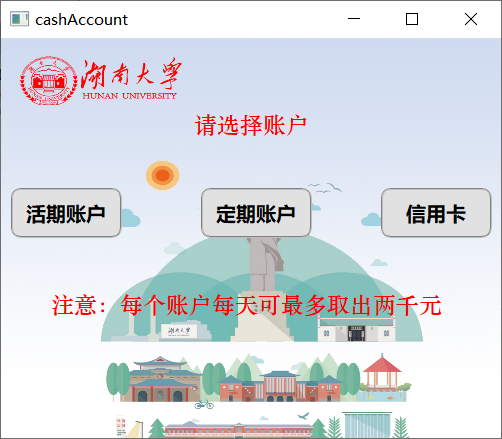 cashAccount
湖南大学
HUNAN UNIVERSITY
请选择账户
活期账户
定期账户
信用卡
注意：每个账户每天可最多取出两千元
湖南大学